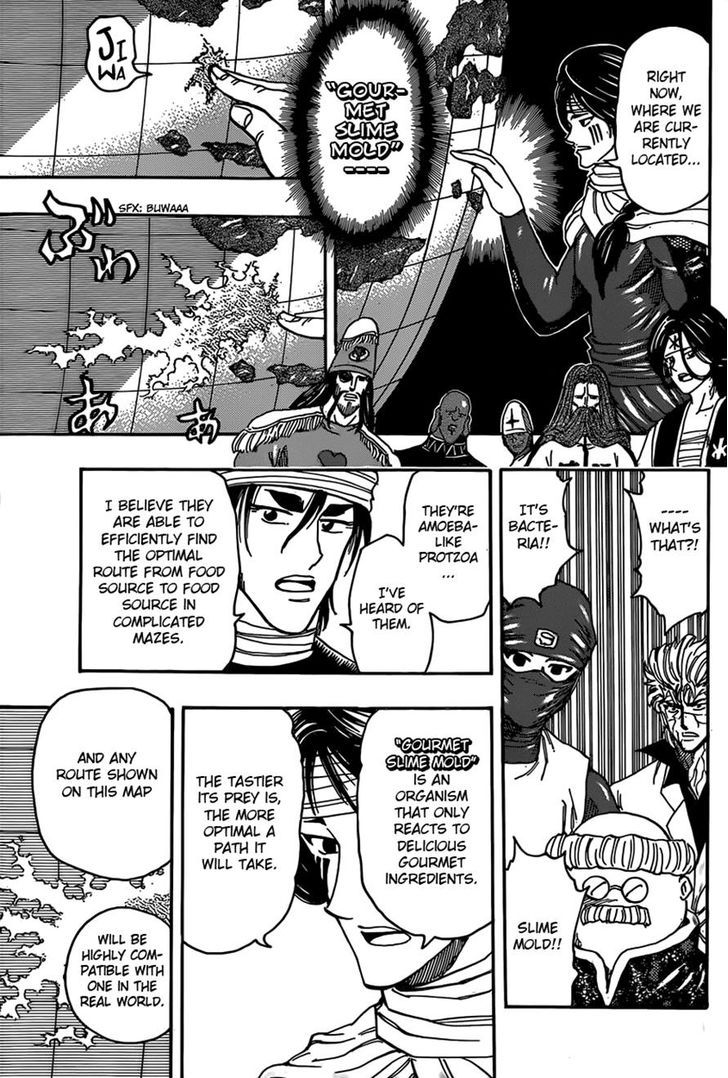 RIGHT
NOW,
WHERE WE
ARE CUR-
RENTLY
LOCATED...
"GOUR-
MET
SLIME
MOLD"
----
JI
WA
SFX: BUWAAA
ぶわ
ああ
----
WHAT'S
THAT?!
IT'S
BACTE-
RIA!!
SLIME
MOLD!!
THEY'RE
AMOEBA-
LIKE
PROTZOA
...
I'VE
HEARD OF
THEM.
I BELIEVE THEY
ARE ABLE TO
EFFICIENTLY FIND
THE OPTIMAL
ROUTE FROM FOOD
SOURCE TO FOOD
SOURCE IN
COMPLICATED
MAZES.
"GOURMET
SLIME MOLD"
IS AN
ORGANISM
THAT ONLY
REACTS TO
DELICIOUS
GOURMET
INGREDIENTS.
THE TASTIER
ITS PREY IS,
THE MORE
OPTIMAL A
PATH IT
WILL TAKE.
AND ANY
ROUTE SHOWN
ON THIS MAP
WILL BE
HIGHLY COM-
PATIBLE WITH
ONE IN THE
REAL WORLD.